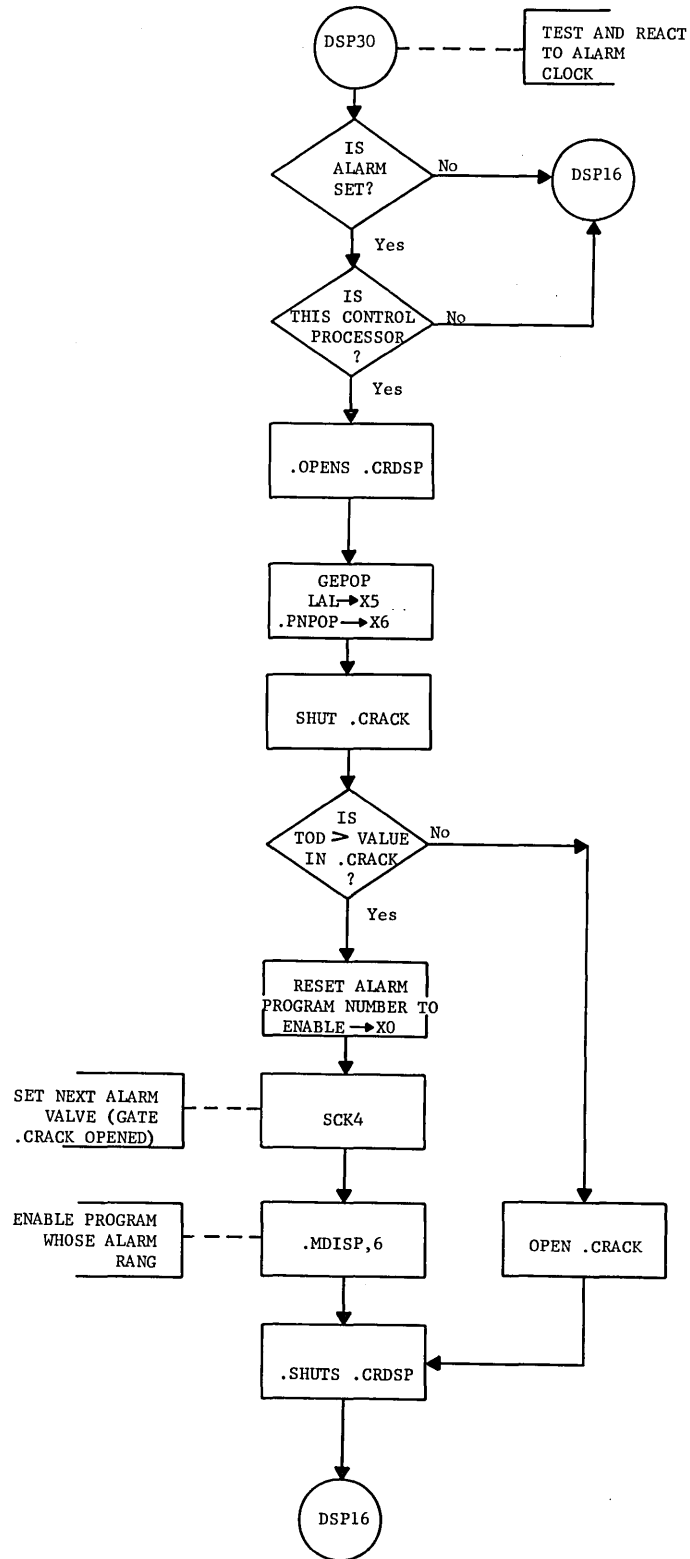 DSP30
TEST AND REACT
TO ALARM
CLOCK
IS
ALARM
SET?
No
DSP16
Yes
IS
THIS CONTROL
PROCESSOR
?
No
Yes
.OPENS .CRDSP
GEPOP
LAL→X5
.PNPOP→X6
SHUT .CRACK
IS
TOD > VALUE
IN .CRACK
?
No
Yes
RESET ALARM
PROGRAM NUMBER TO
ENABLE→X0
SET NEXT ALARM
VALVE (GATE
.CRACK OPENED)
SCK4
ENABLE PROGRAM
WHOSE ALARM
RANG
.MDISP,6
OPEN .CRACK
.SHUTS .CRDSP
DSP16